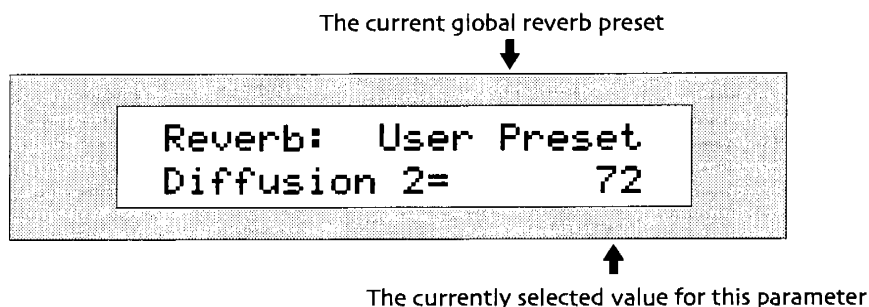 The current global reverb preset
Reverb: User Preset
Diffusion 2= 72
The currently selected value for this parameter